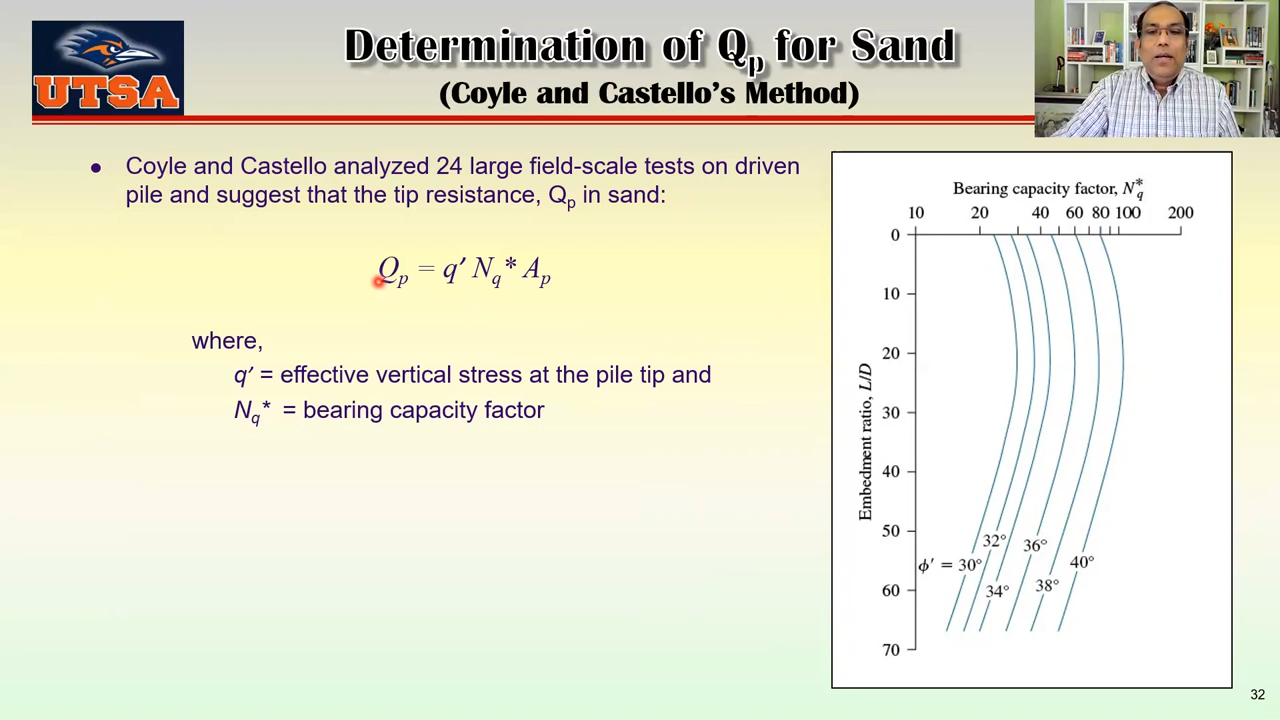 UTSA
Determination of Qp for Sand
(Coyle and Castello's Method)
● Coyle and Castello analyzed 24 large field-scale tests on driven
pile and suggest that the tip resistance, Qp in sand:
Qp = q′ Nq* Ap
where,
q′ = effective vertical stress at the pile tip and
Nq* = bearing capacity factor
Bearing capacity factor, Nq*
10 20 40 60 80 100 200
0
10
20
30
40
50
60
70
Embedment ratio, L/D
ϕ′ = 30°
32°
34°
36°
38°
40°
32